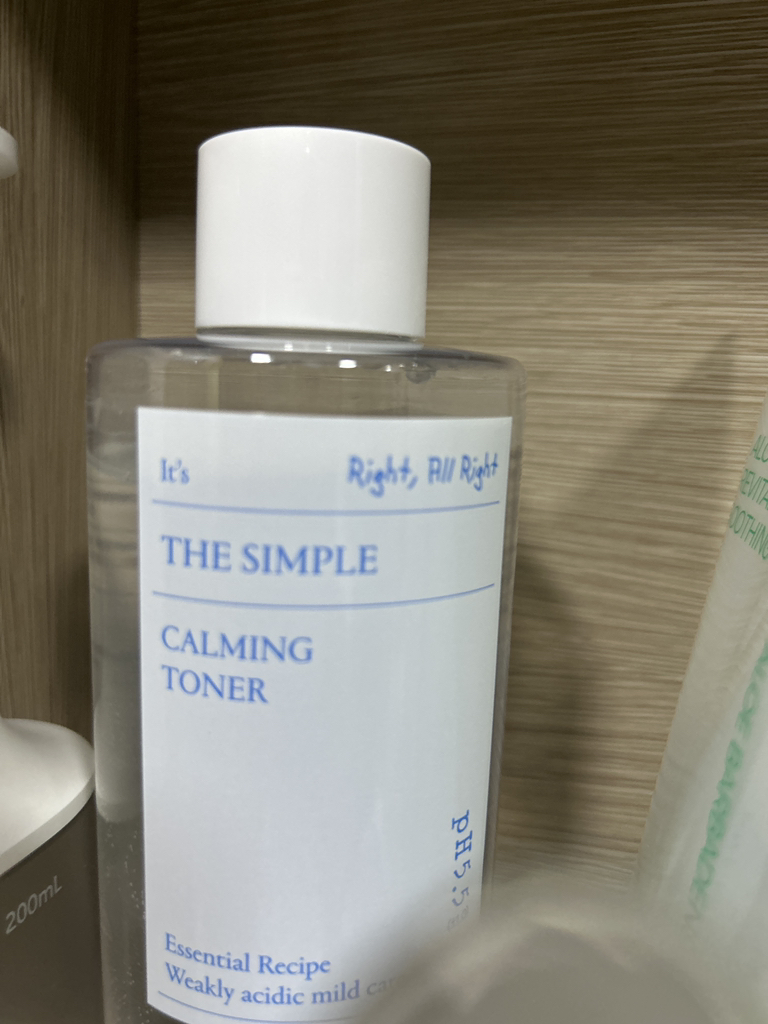 It's Right, All Right
THE SIMPLE
CALMING
TONER
pH5.5
Essential Recipe
Weakly acidic mild
200mL